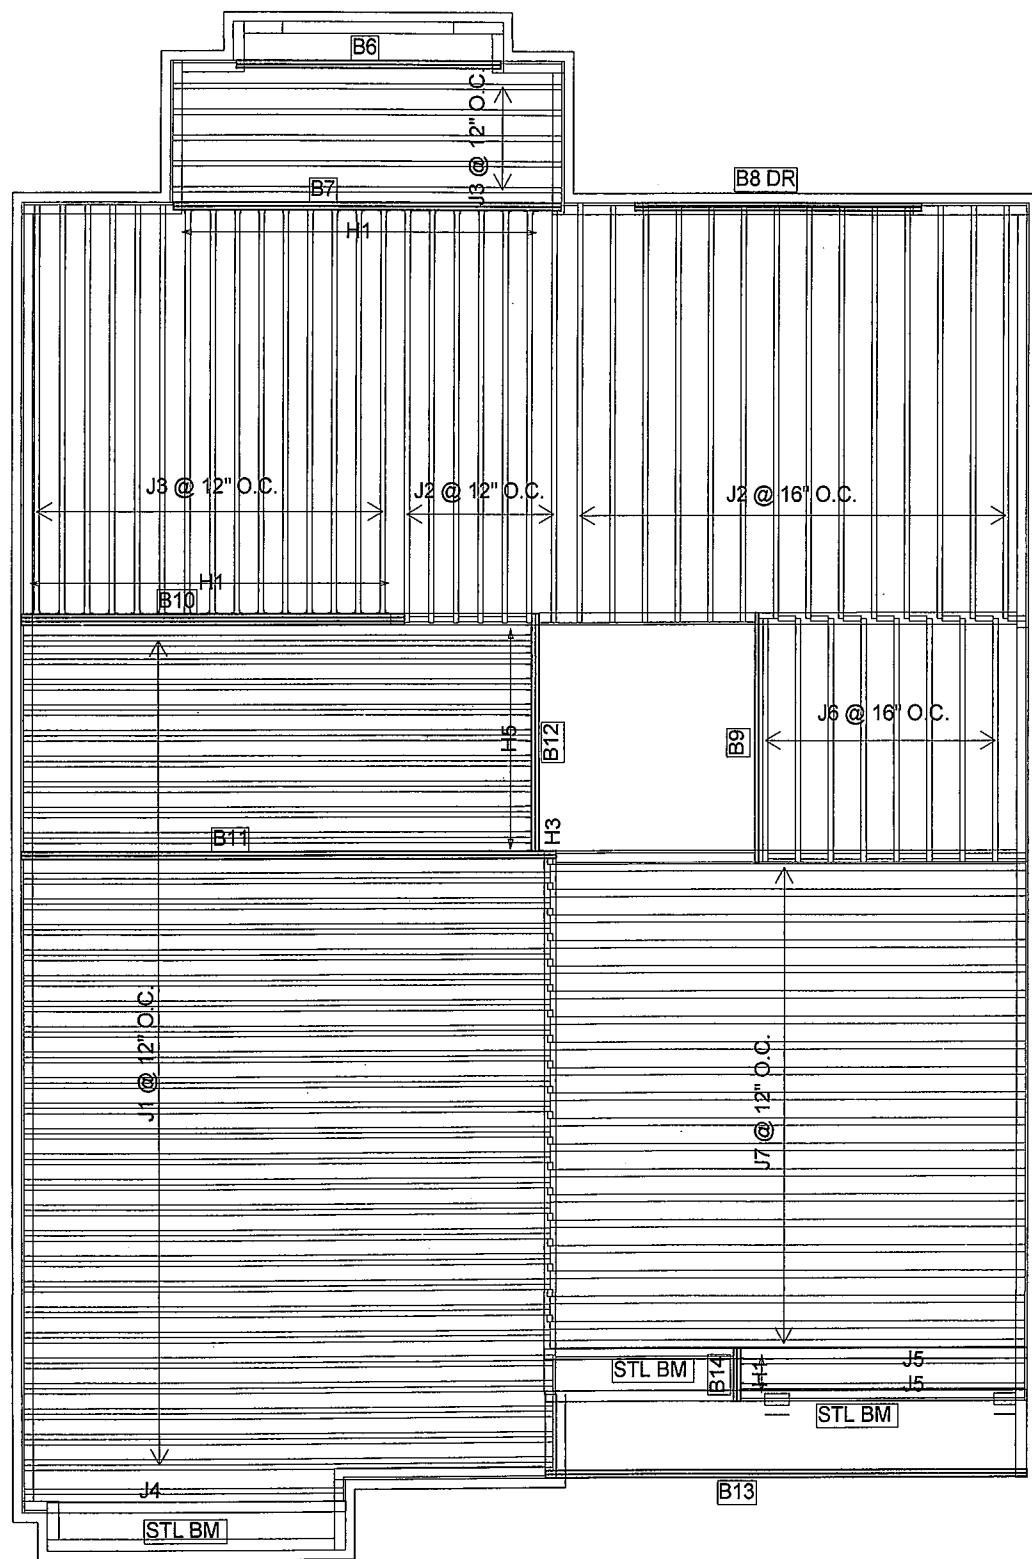 B6
J3 @ 12" O.C.
B7
B8 DR
H1
J3 @ 12" O.C.
J2 @ 12" O.C.
J2 @ 16" O.C.
H1
B10
H5
B12
B9
J6 @ 16" O.C.
B11
H3
J1 @ 12" O.C.
J7 @ 12" O.C.
STL BM
B14
H1
J5
J5
STL BM
J4
B13
STL BM